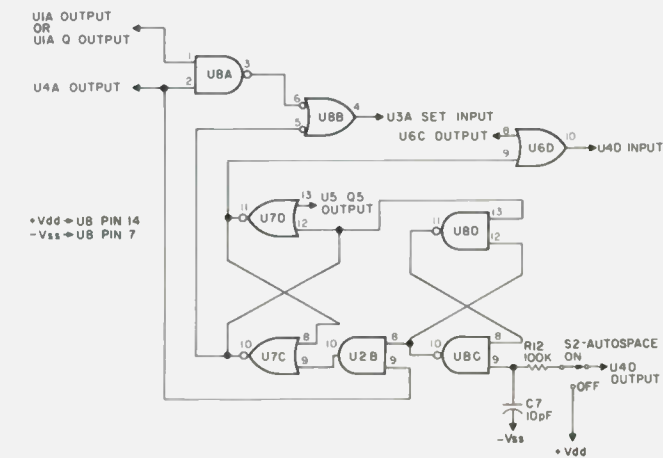 U1A OUTPUT
OR
U1A Q OUTPUT
1
U8A
3
2
U4A OUTPUT
6
U8B
4
U3A SET INPUT
5
U6C OUTPUT
8
U6D
10
U4D INPUT
9
11
U7D
13
U5 Q5
OUTPUT
12
11
U8D
13
12
+Vdd → U8 PIN 14
-Vss → U8 PIN 7
10
U7C
8
9
10
U2B
8
9
10
U8C
8
9
R12
100K
S2-AUTOSPACE
ON
U4D
OUTPUT
OFF
C7
10pF
-Vss
+Vdd